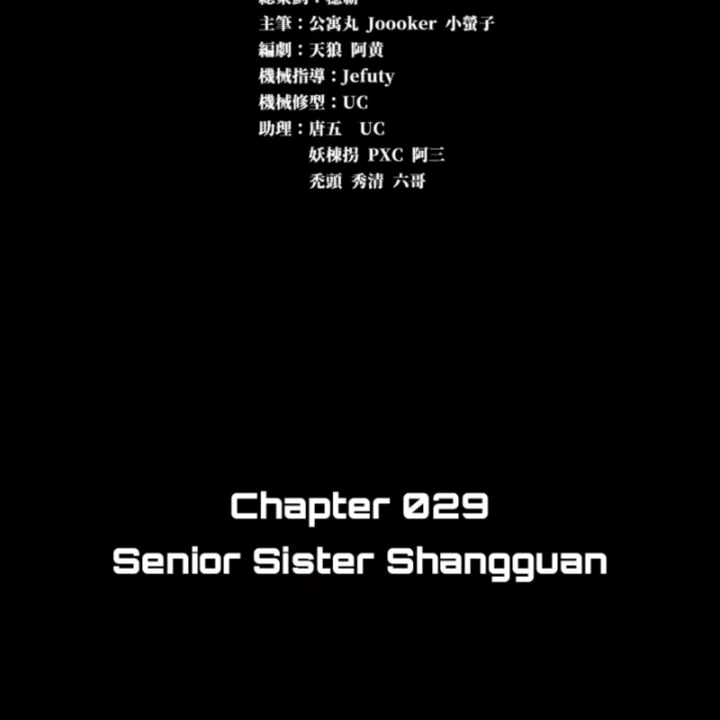 主筆：公寓丸 Joooker 小螢子
編劇：天狼 阿黄
機械指導：Jefuty
機械修型：UC
助理：唐五 UC
妖棟拐 PXC 阿三
禿頭 秀清 六哥
Chapter 029
Senior Sister Shangguan